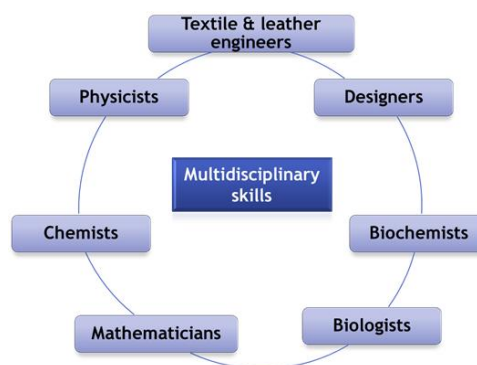 Textile & leather
engineers
Physicists
Designers
Multidisciplinary
skills
Chemists
Biochemists
Mathematicians
Biologists